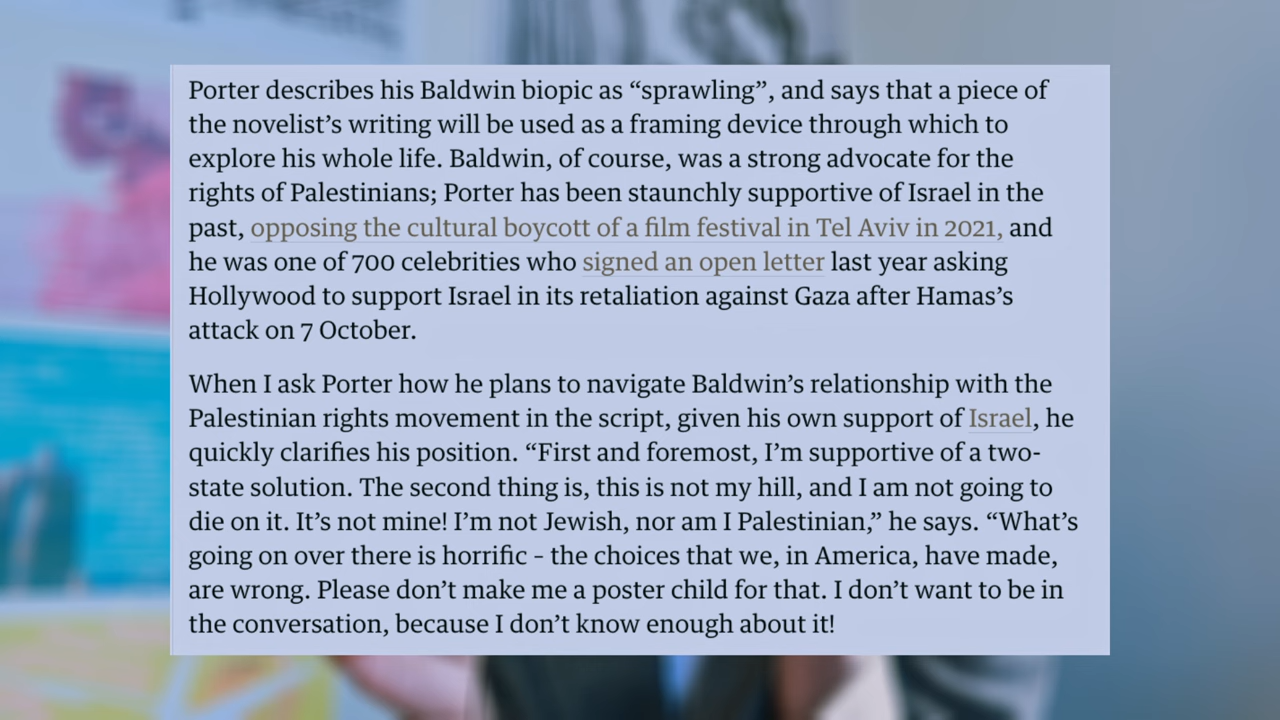 Porter describes his Baldwin biopic as “sprawling”, and says that a piece of
the novelist’s writing will be used as a framing device through which to
explore his whole life. Baldwin, of course, was a strong advocate for the
rights of Palestinians; Porter has been staunchly supportive of Israel in the
past, opposing the cultural boycott of a film festival in Tel Aviv in 2021, and
he was one of 700 celebrities who signed an open letter last year asking
Hollywood to support Israel in its retaliation against Gaza after Hamas’s
attack on 7 October.
When I ask Porter how he plans to navigate Baldwin’s relationship with the
Palestinian rights movement in the script, given his own support of Israel, he
quickly clarifies his position. “First and foremost, I’m supportive of a two-
state solution. The second thing is, this is not my hill, and I am not going to
die on it. It’s not mine! I’m not Jewish, nor am I Palestinian,” he says. “What’s
going on over there is horrific – the choices that we, in America, have made,
are wrong. Please don’t make me a poster child for that. I don’t want to be in
the conversation, because I don’t know enough about it!